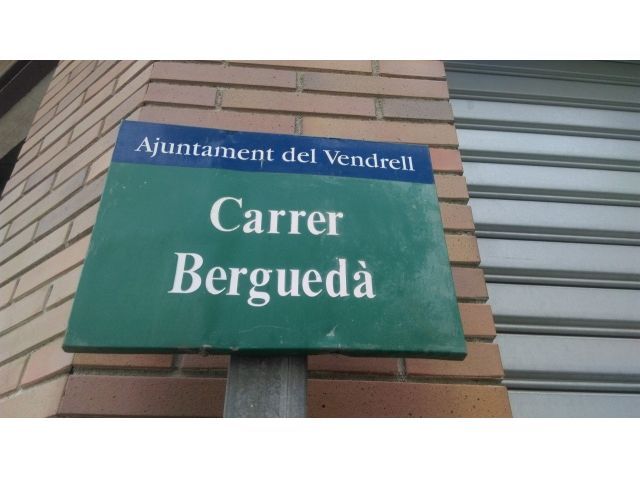 Ajuntament del Vendrell
Carrer
Berguedà